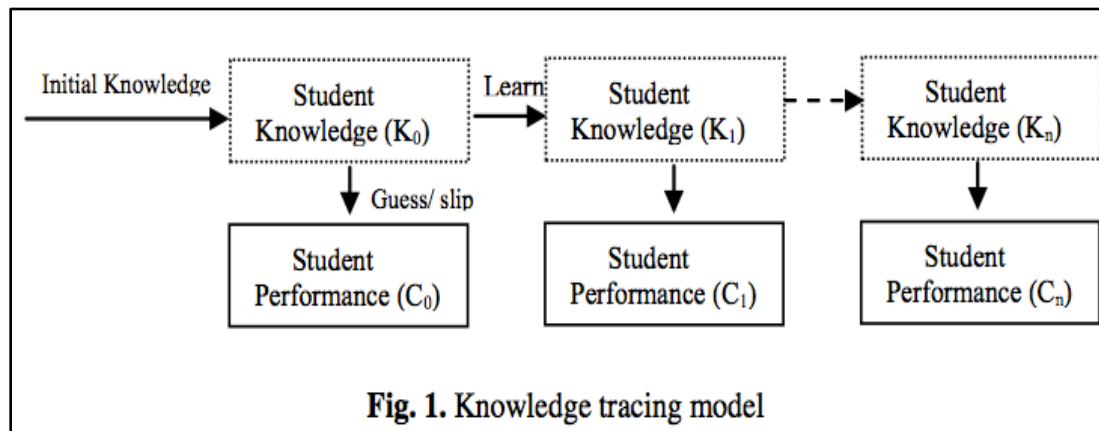 Initial Knowledge
Student
Knowledge (K₀)
Learn
Student
Knowledge (K₁)
Student
Knowledge (Kₙ)
Guess/ slip
Student
Performance (C₀)
Student
Performance (C₁)
Student
Performance (Cₙ)
Fig. 1. Knowledge tracing model